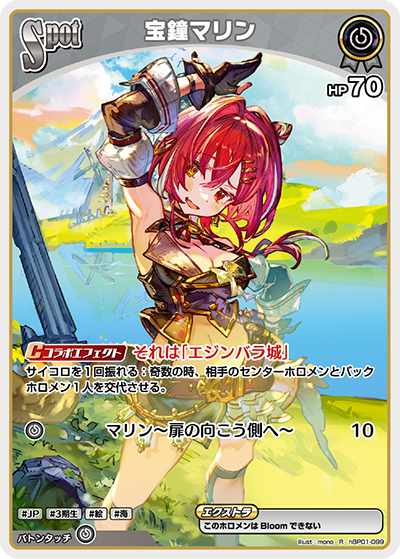 Spot
宝鐘マリン
HP70
Cコラボエフェクト それは「エジンバラ城」
サイコロを1回振れる:奇数の時、相手のセンターホロメンとバック
ホロメン1人を交代させる。
マリン～扉の向こう側へ～ 10
#JP #3期生 #絵 #海
エクストラ
このホロメンはBloomできない
バトンタッチ
illust mono R hBP01-099